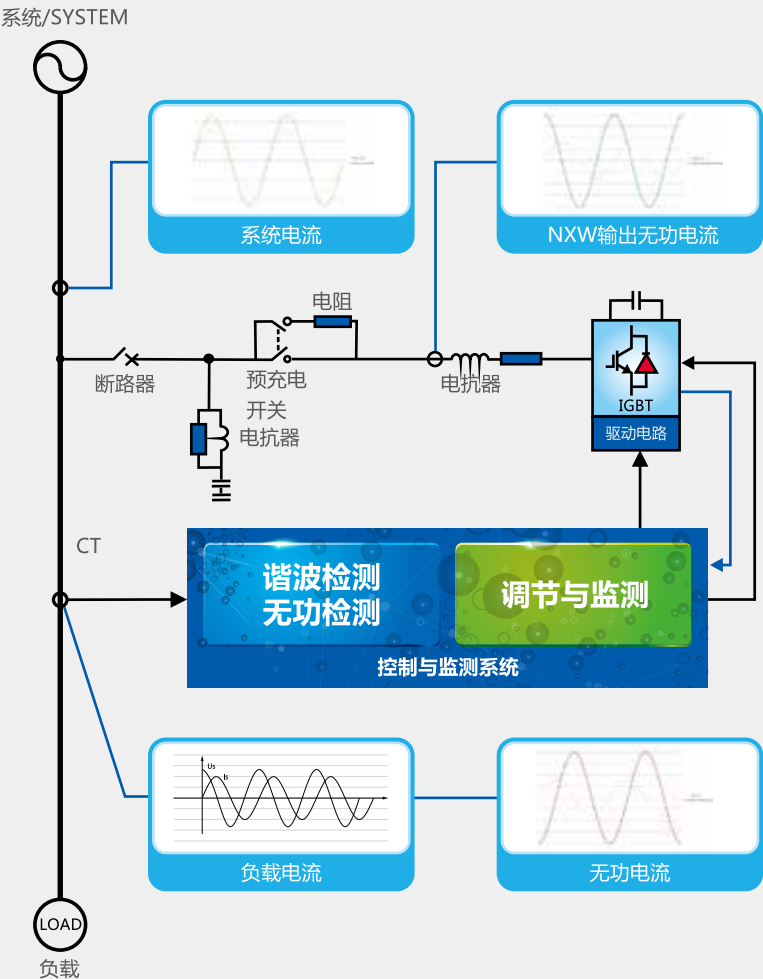 系统/SYSTEM
系统电流
NXW输出无功电流
电阻
断路器
预充电
开关
电抗器
电抗器
IGBT
驱动电路
CT
谐波检测
无功检测
调节与监测
控制与监测系统
Us
Is
负载电流
无功电流
LOAD
负载